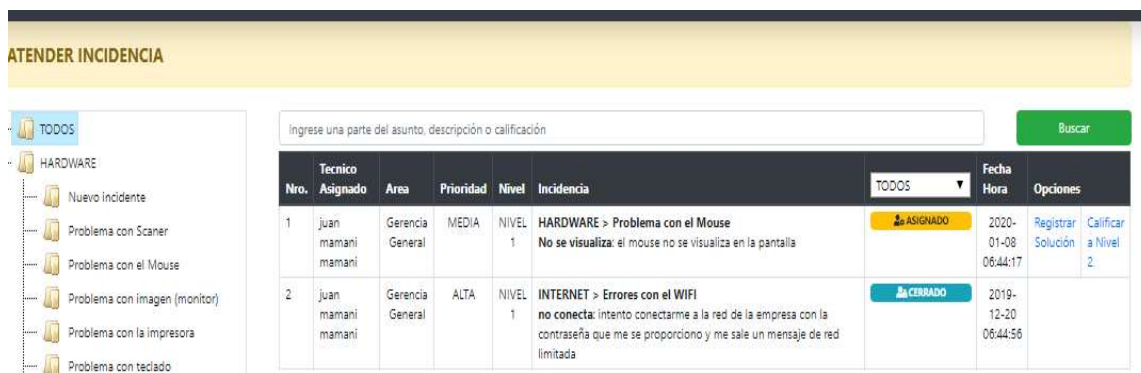 ATENDER INCIDENCIA
TODOS
HARDWARE
Nuevo incidente
Problema con Scaner
Problema con el Mouse
Problema con imagen (monitor)
Problema con la impresora
Problema con teclado
Ingrese una parte del asunto, descripción o calificación
Buscar
Nro. Tecnico Asignado Area Prioridad Nivel Incidencia TODOS Fecha Hora Opciones
1 juan mamani mamani Gerencia General MEDIA NIVEL 1 HARDWARE > Problema con el Mouse
No se visualiza: el mouse no se visualiza en la pantalla
ASIGNADO 2020-01-08 06:44:17 Registrar Solución Calificar a Nivel 2
2 juan mamani mamani Gerencia General ALTA NIVEL 1 INTERNET > Errores con el WIFI
no conecta: intento conectarme a la red de la empresa con la
contraseña que me se proporciono y me sale un mensaje de red
limitada
CERRADO 2019-12-20 06:44:56